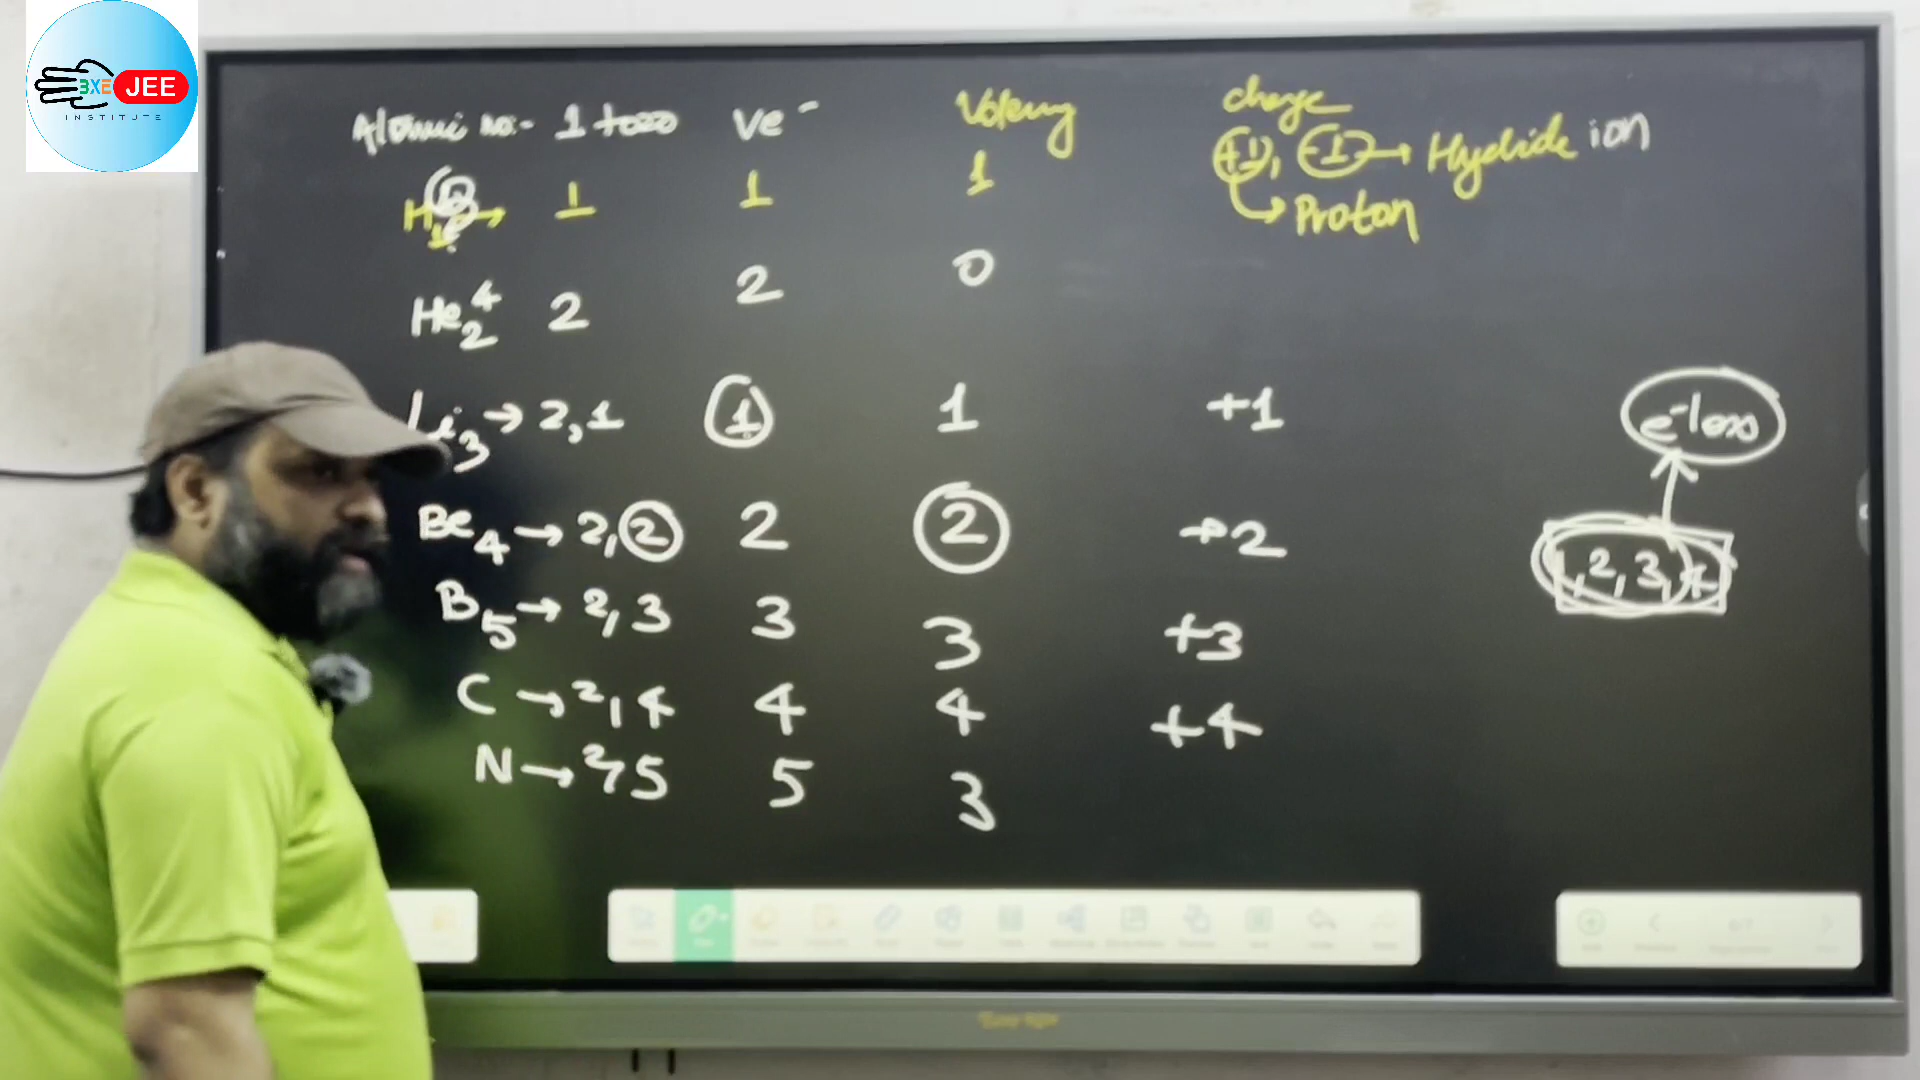 3XE JEE
INSTITUTE
Atomic no:- 1 to 20 Ve⁻ Valency charge
+1, -1 → Hydride ion
Proton
H₁ → 1 1 1
He₂⁴ 2 2 0
Li₃ → 2,1 1 1 +1
Be₄ → 2,2 2 2 +2
B₅ → 2,3 3 3 +3
C → 2,4 4 4 +4
N → 2,5 5 3
e⁻ loss
1,2,3,4